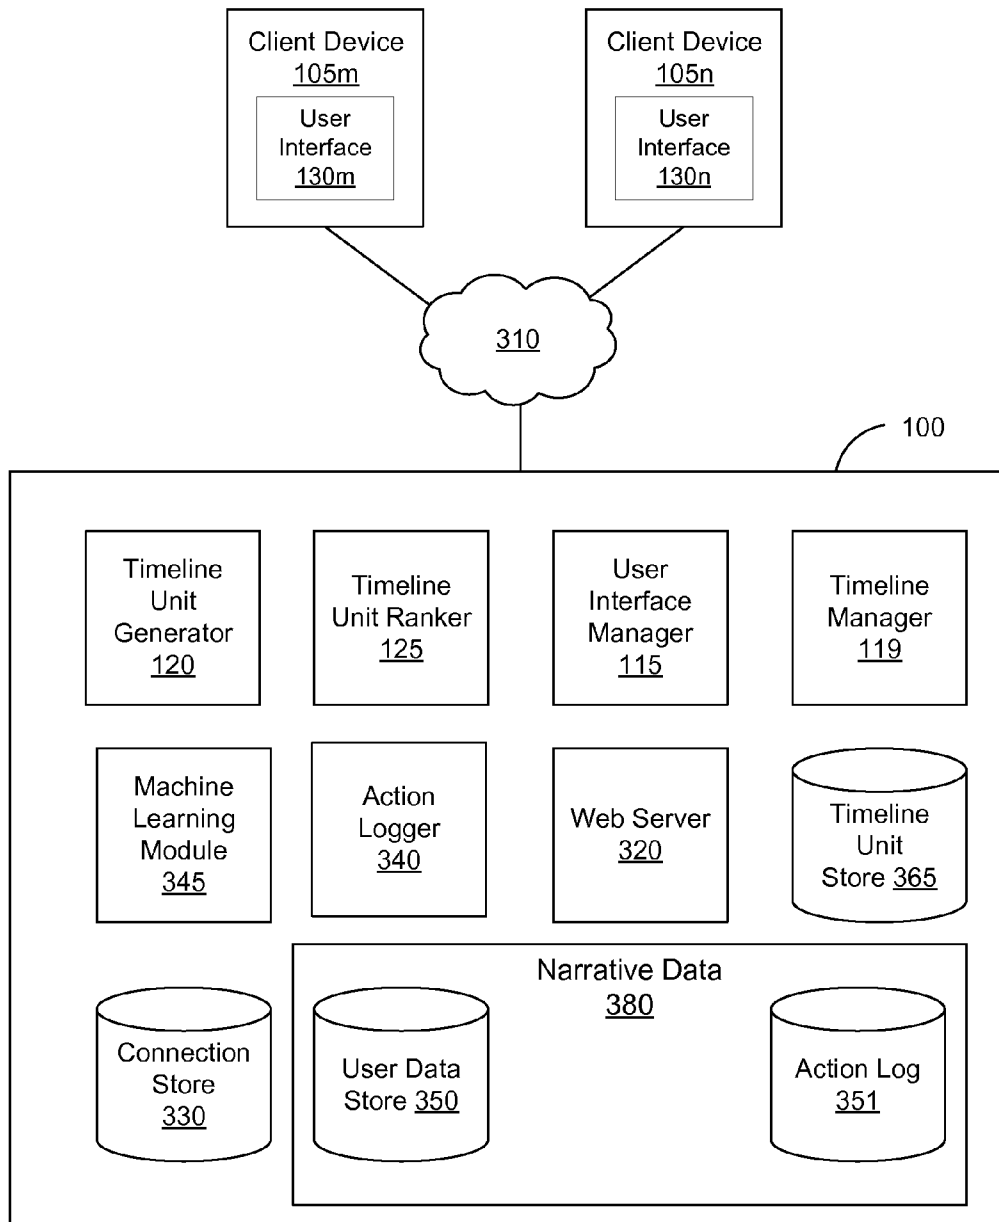 Client Device
105m
User
Interface
130m
Client Device
105n
User
Interface
130n
310
100
Timeline
Unit
Generator
120
Timeline
Unit Ranker
125
User
Interface
Manager
115
Timeline
Manager
119
Machine
Learning
Module
345
Action
Logger
340
Web Server
320
Timeline
Unit
Store 365
Narrative Data
380
Connection
Store
330
User Data
Store 350
Action Log
351